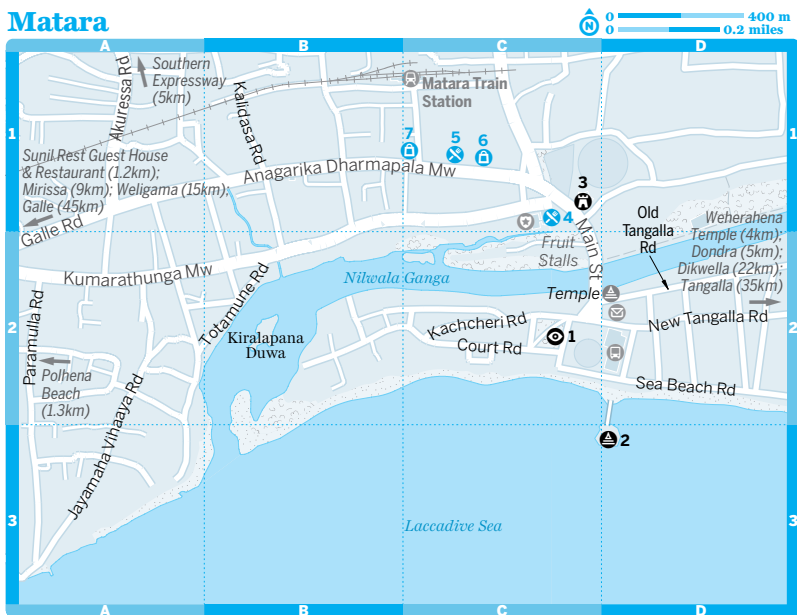 Matara
N
0 400 m
0 0.2 miles
A B C D
1 1
2 2
3 3
Akuressa Rd
Southern
Expressway
(5km)
Kalidasa Rd
Matara Train
Station
7 5 6
Sunil Rest Guest House
& Restaurant (1.2km);
Mirissa (9km); Weligama (15km);
Galle (45km)
Galle Rd
Anagarika Dharmapala Mw
3
4
Main St
Fruit
Stalls
Old
Tangalla
Rd
Weherahena
Temple (4km);
Dondra (5km);
Dikwella (22km);
Tangalla (35km)
Kumarathunga Mw
Nilwala Ganga
Temple
Paramulla Rd
Totamune Rd
Kiralapana
Duwa
Kachcheri Rd
Court Rd
1
New Tangalla Rd
Polhena
Beach
(1.3km)
Jayamaha Vihaaya Rd
Sea Beach Rd
2
Laccadive Sea
A B C D